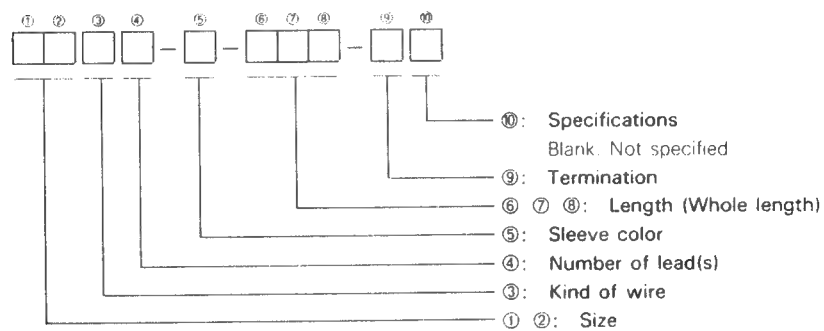 ① ② ③ ④ ⑤ ⑥ ⑦ ⑧ ⑨ ⑩
— — —
⑩: Specifications
Blank. Not specified
⑨: Termination
⑥ ⑦ ⑧: Length (Whole length)
⑤: Sleeve color
④: Number of lead(s)
③: Kind of wire
① ②: Size